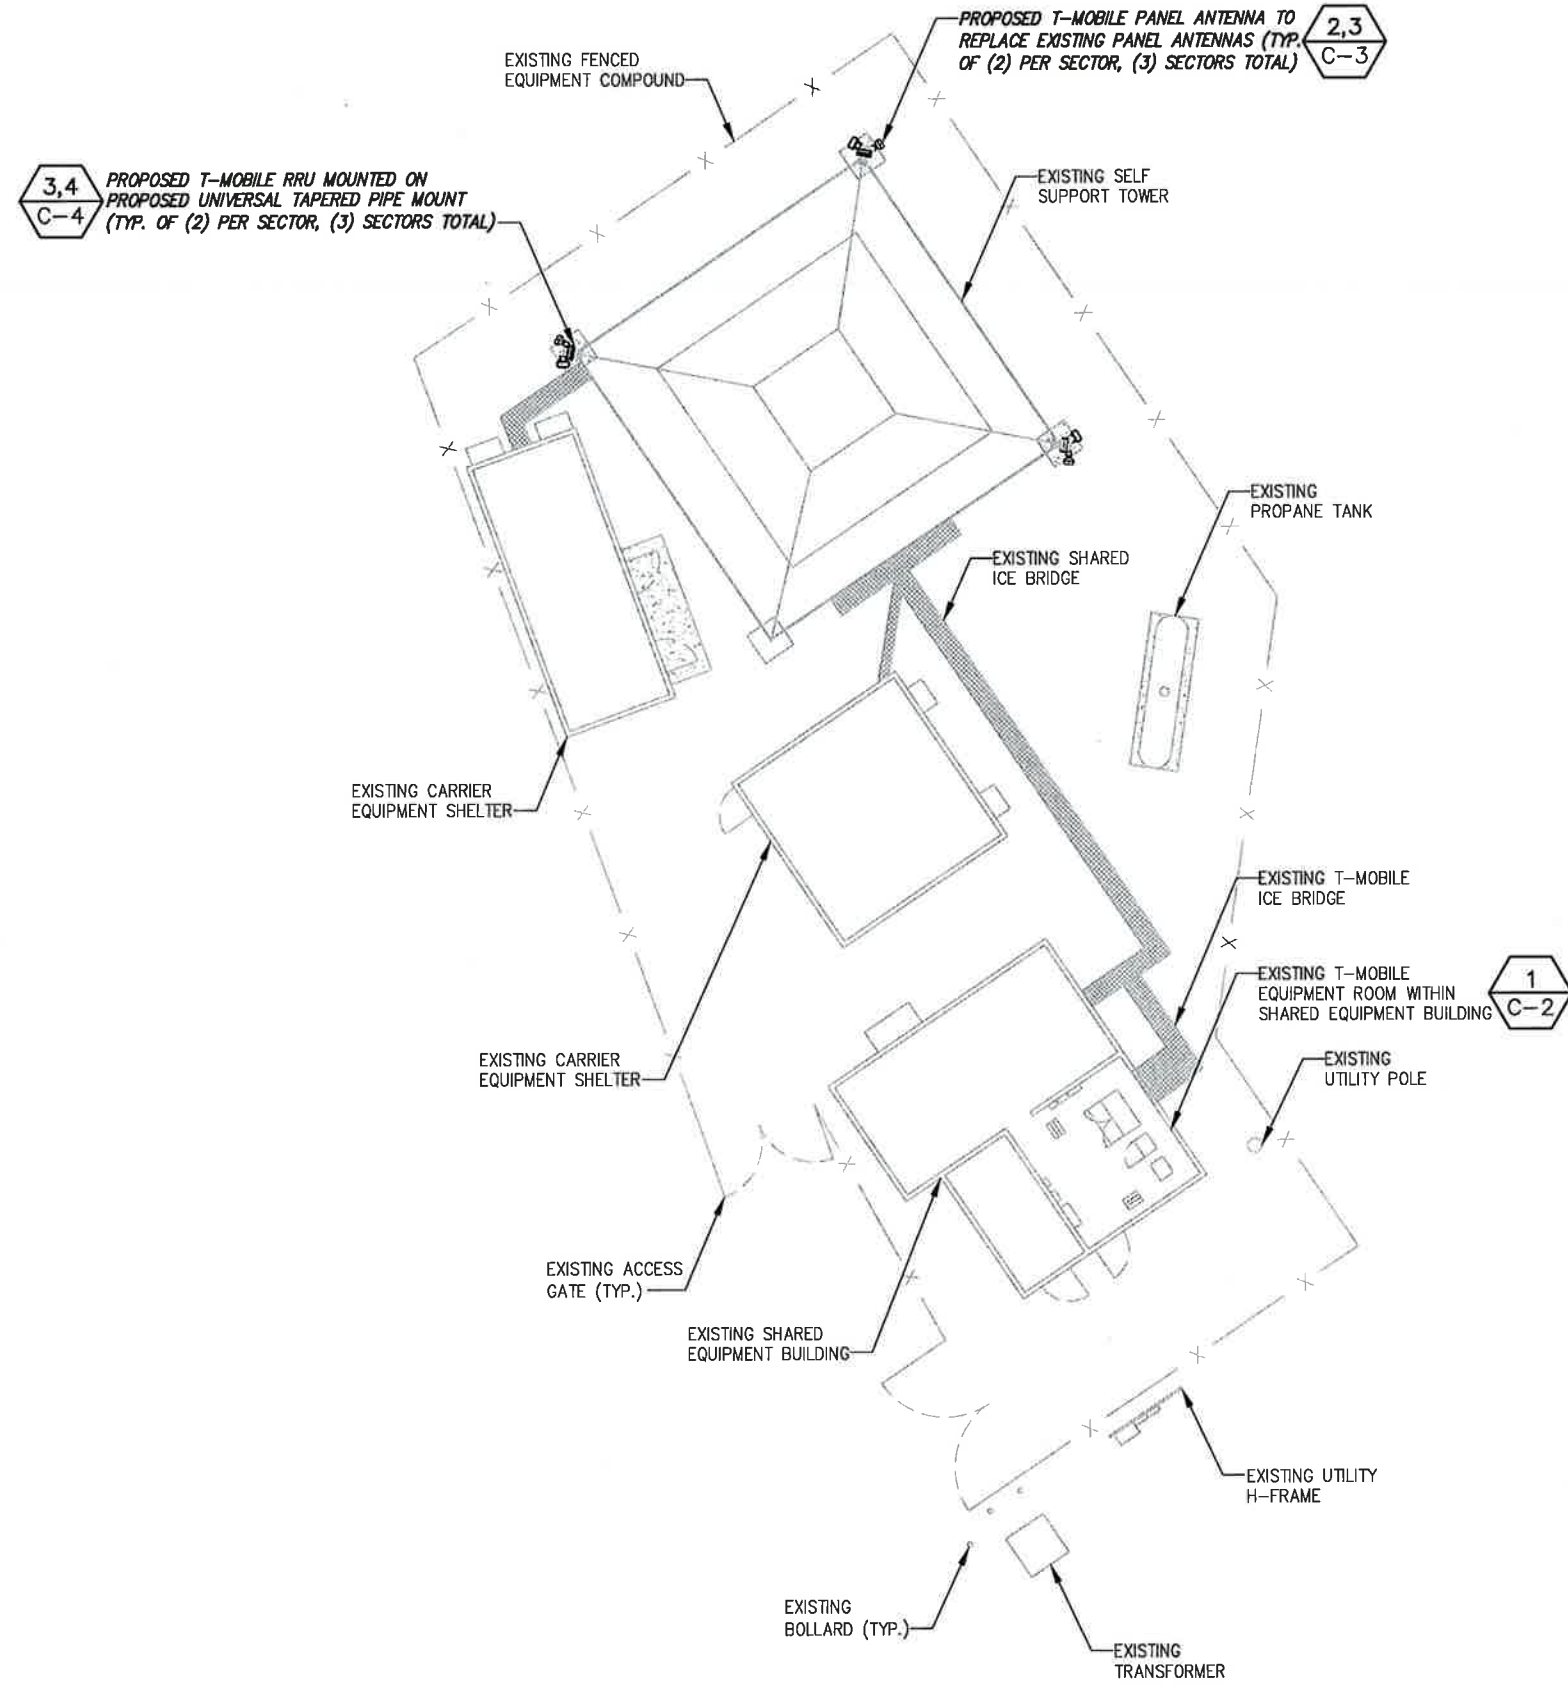 PROPOSED T-MOBILE PANEL ANTENNA TO
REPLACE EXISTING PANEL ANTENNAS (TYP.
OF (2) PER SECTOR, (3) SECTORS TOTAL)
2,3
C-3
EXISTING FENCED
EQUIPMENT COMPOUND
3,4
C-4
PROPOSED T-MOBILE RRU MOUNTED ON
PROPOSED UNIVERSAL TAPERED PIPE MOUNT
(TYP. OF (2) PER SECTOR, (3) SECTORS TOTAL)
EXISTING SELF
SUPPORT TOWER
EXISTING
PROPANE TANK
EXISTING SHARED
ICE BRIDGE
EXISTING CARRIER
EQUIPMENT SHELTER
EXISTING T-MOBILE
ICE BRIDGE
EXISTING T-MOBILE
EQUIPMENT ROOM WITHIN
SHARED EQUIPMENT BUILDING
1
C-2
EXISTING CARRIER
EQUIPMENT SHELTER
EXISTING
UTILITY POLE
EXISTING ACCESS
GATE (TYP.)
EXISTING SHARED
EQUIPMENT BUILDING
EXISTING UTILITY
H-FRAME
EXISTING
BOLLARD (TYP.)
EXISTING
TRANSFORMER